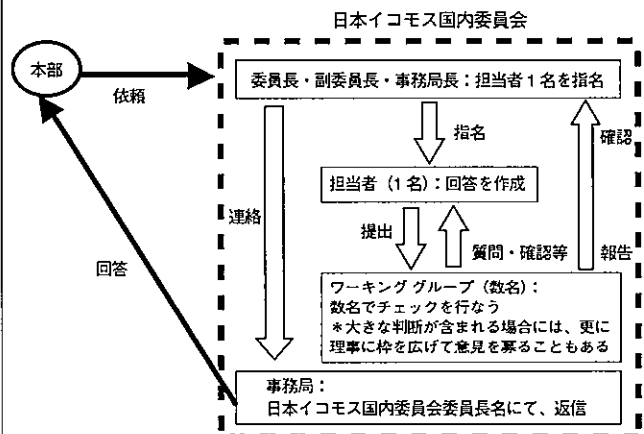 日本イコモス国内委員会
本部
依頼
委員長・副委員長・事務局長：担当者1名を指名
指名
確認
担当者（1名）：回答を作成
連絡
提出
質問・確認等
報告
回答
ワーキンググループ（数名）：
数名でチェックを行なう
＊大きな判断が含まれる場合には、更に
理事に枠を広げて意見を募ることもある
事務局：
日本イコモス国内委員会委員長名にて、返信